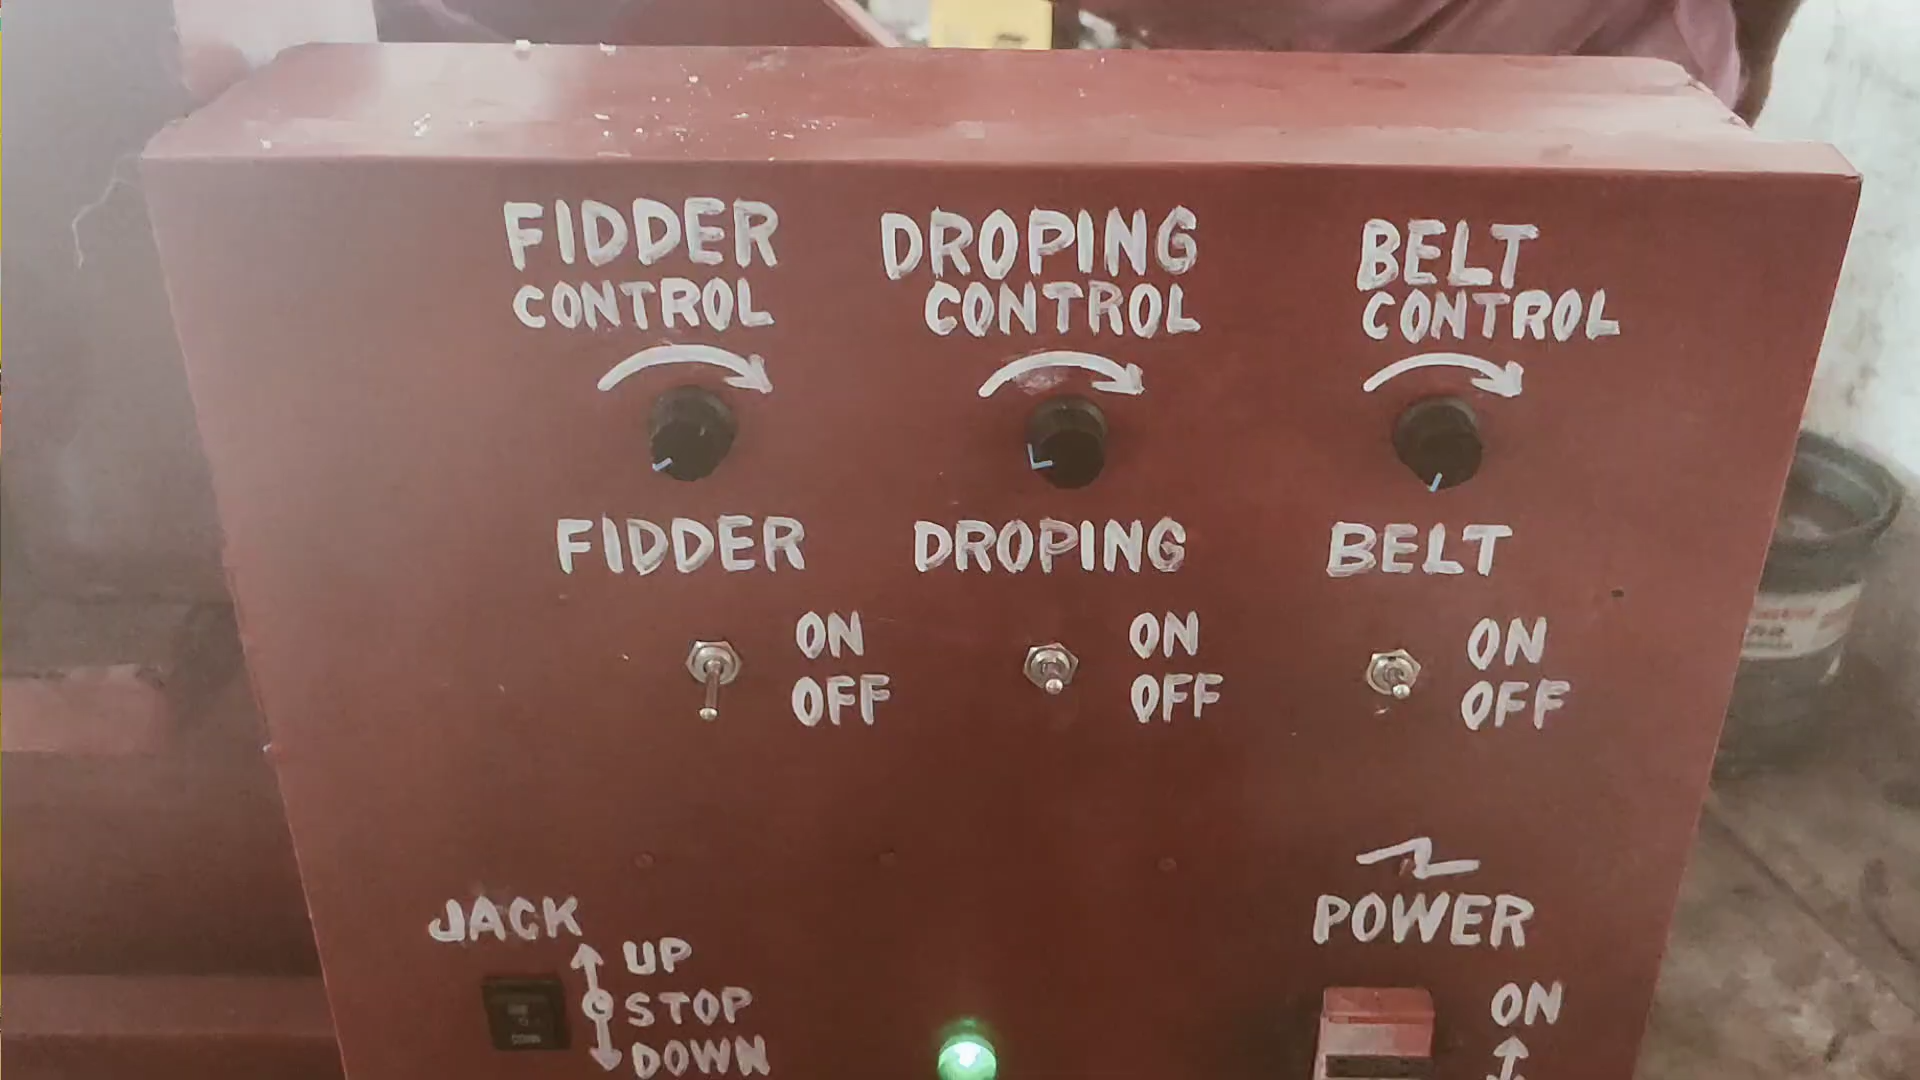 FIDDER
CONTROL
DROPING
CONTROL
BELT
CONTROL
FIDDER
DROPING
BELT
ON
OFF
ON
OFF
ON
OFF
JACK
UP
STOP
DOWN
POWER
ON